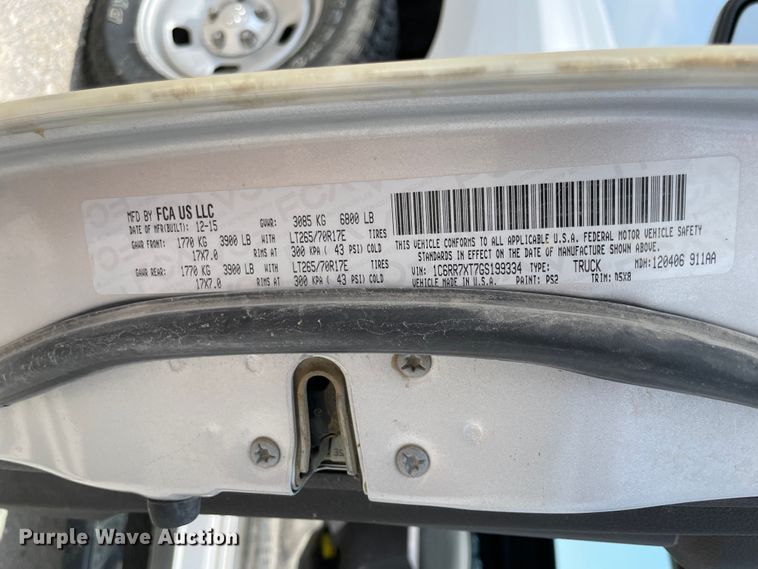 MFD BY FCA US LLC
DATE OF MFR(BUILT): 12-15 GVWR: 3085 KG 6800 LB
GAWR FRONT: 1770 KG 3900 LB WITH LT265/70R17E TIRES
17X7.0 RIMS AT 300 KPA ( 43 PSI) COLD
GAWR REAR: 1770 KG 3900 LB WITH LT265/70R17E TIRES
17X7.0 RIMS AT 300 KPA ( 43 PSI) COLD
THIS VEHICLE CONFORMS TO ALL APPLICABLE U.S.A. FEDERAL MOTOR VEHICLE SAFETY
STANDARDS IN EFFECT ON THE DATE OF MANUFACTURE SHOWN ABOVE.
VIN: 1C6RR7XT7GS199334 TYPE: TRUCK MDH: 120406 911AA
VEHICLE MADE IN U.S.A. PAINT: PS2 TRIM: M5X8
Purple Wave Auction